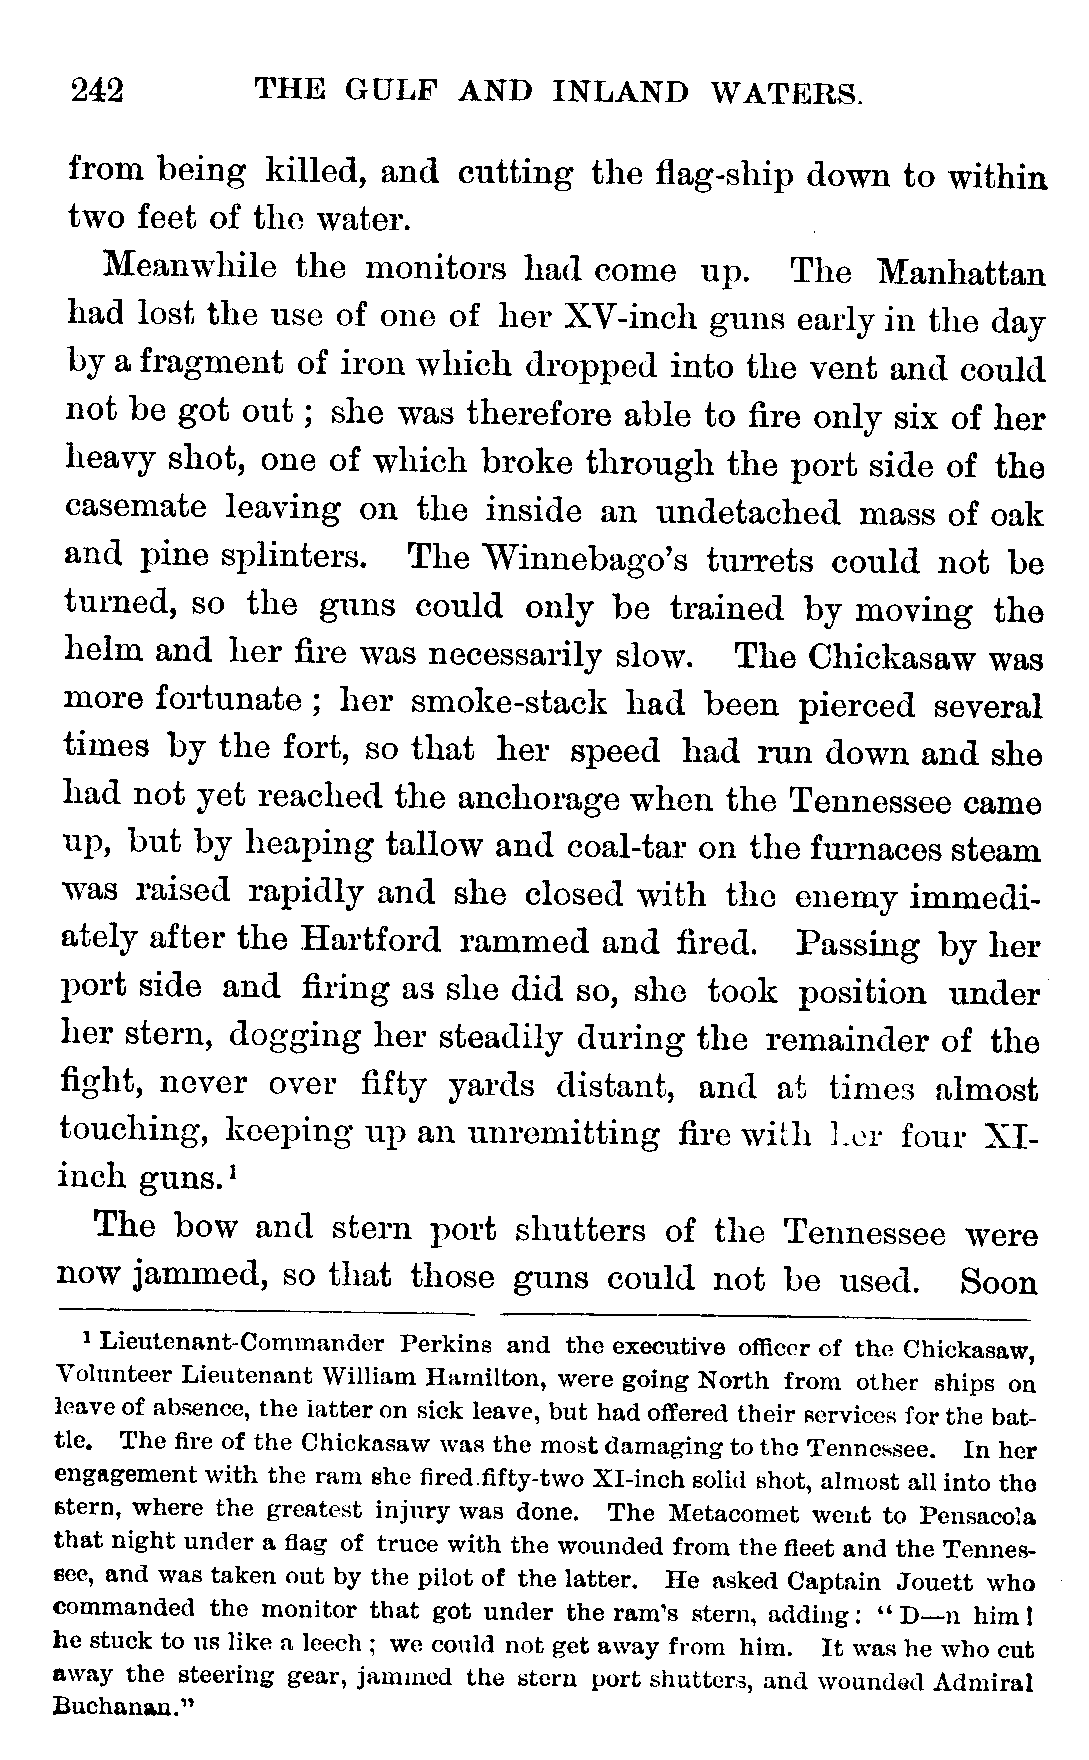 242 THE GULF AND INLAND WATERS.
from being killed, and cutting the flag-ship down to within
two feet of the water.
Meanwhile the monitors had come up. The Manhattan
had lost the use of one of her XV-inch guns early in the day
by a fragment of iron which dropped into the vent and could
not be got out ; she was therefore able to fire only six of her
heavy shot, one of which broke through the port side of the
casemate leaving on the inside an undetached mass of oak
and pine splinters. The Winnebago's turrets could not be
turned, so the guns could only be trained by moving the
helm and her fire was necessarily slow. The Chickasaw was
more fortunate ; her smoke-stack had been pierced several
times by the fort, so that her speed had run down and she
had not yet reached the anchorage when the Tennessee came
up, but by heaping tallow and coal-tar on the furnaces steam
was raised rapidly and she closed with the enemy immedi-
ately after the Hartford rammed and fired. Passing by her
port side and firing as she did so, she took position under
her stern, dogging her steadily during the remainder of the
fight, never over fifty yards distant, and at times almost
touching, keeping up an unremitting fire with her four XI-
inch guns.¹
The bow and stern port shutters of the Tennessee were
now jammed, so that those guns could not be used. Soon
¹ Lieutenant-Commander Perkins and the executive officer of the Chickasaw,
Volunteer Lieutenant William Hamilton, were going North from other ships on
leave of absence, the latter on sick leave, but had offered their services for the bat-
tle. The fire of the Chickasaw was the most damaging to the Tennessee. In her
engagement with the ram she fired fifty-two XI-inch solid shot, almost all into the
stern, where the greatest injury was done. The Metacomet went to Pensacola
that night under a flag of truce with the wounded from the fleet and the Tennes-
see, and was taken out by the pilot of the latter. He asked Captain Jouett who
commanded the monitor that got under the ram's stern, adding: "D—n him!
he stuck to us like a leech ; we could not get away from him. It was he who cut
away the steering gear, jammed the stern port shutters, and wounded Admiral
Buchanan."